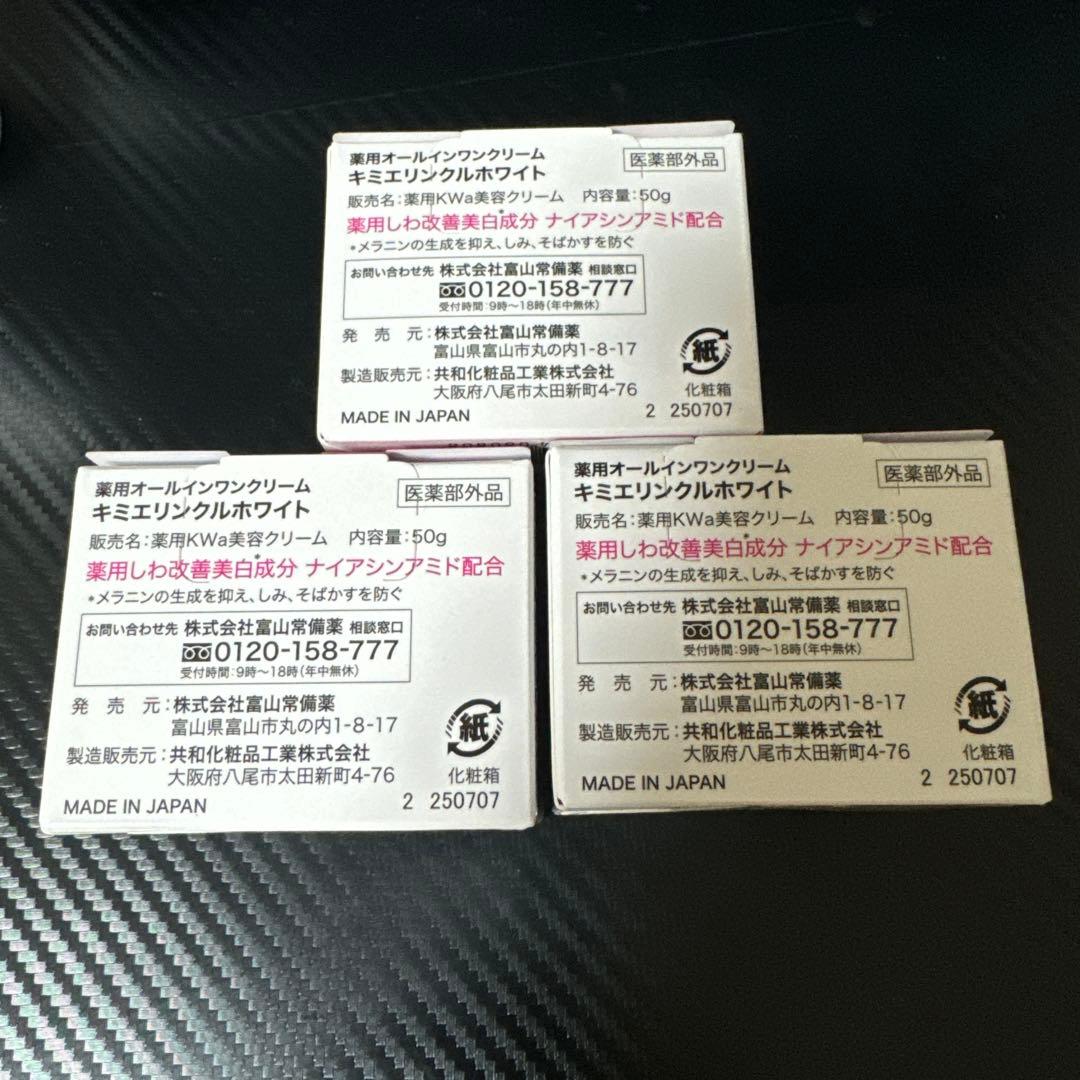 薬用オールインワンクリーム
キミエリンクルホワイト
医薬部外品
販売名:薬用KWa美容クリーム 内容量:50g
薬用しわ改善美白*成分 ナイアシンアミド配合
*メラニンの生成を抑え、しみ、そばかすを防ぐ
お問い合わせ先 株式会社富山常備薬 相談窓口
0120-158-777
受付時間:9時~18時(年中無休)
発売元:株式会社富山常備薬
富山県富山市丸の内1-8-17
製造販売元:共和化粧品工業株式会社
大阪府八尾市太田新町4-76
紙
化粧箱
MADE IN JAPAN
2 250707
薬用オールインワンクリーム
キミエリンクルホワイト
医薬部外品
販売名:薬用KWa美容クリーム 内容量:50g
薬用しわ改善美白*成分 ナイアシンアミド配合
*メラニンの生成を抑え、しみ、そばかすを防ぐ
お問い合わせ先 株式会社富山常備薬 相談窓口
0120-158-777
受付時間:9時~18時(年中無休)
発売元:株式会社富山常備薬
富山県富山市丸の内1-8-17
製造販売元:共和化粧品工業株式会社
大阪府八尾市太田新町4-76
紙
化粧箱
MADE IN JAPAN
2 250707
薬用オールインワンクリーム
キミエリンクルホワイト
医薬部外品
販売名:薬用KWa美容クリーム 内容量:50g
薬用しわ改善美白*成分 ナイアシンアミド配合
*メラニンの生成を抑え、しみ、そばかすを防ぐ
お問い合わせ先 株式会社富山常備薬 相談窓口
0120-158-777
受付時間:9時~18時(年中無休)
発売元:株式会社富山常備薬
富山県富山市丸の内1-8-17
製造販売元:共和化粧品工業株式会社
大阪府八尾市太田新町4-76
紙
化粧箱
MADE IN JAPAN
2 250707